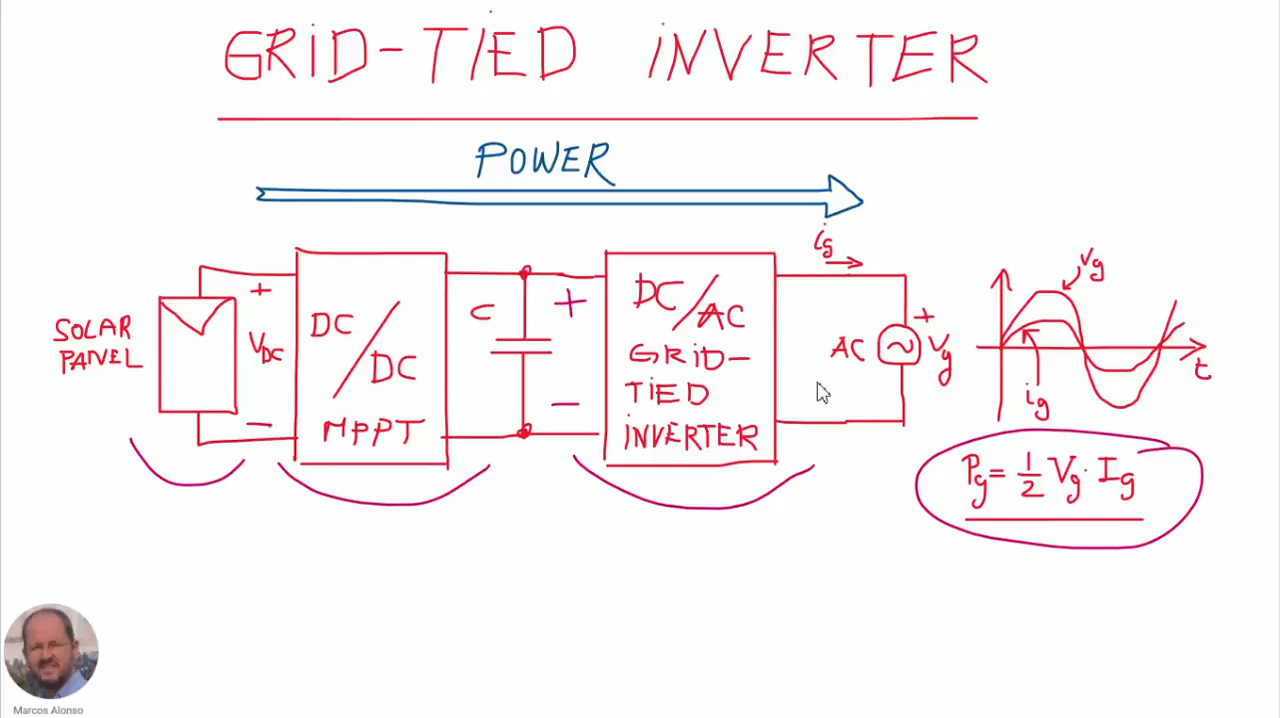 GRID-TIED INVERTER
POWER
ig
SOLAR
PANEL
+
VDC
−
DC/DC
MPPT
C
+
−
DC/AC
GRID-
TIED
INVERTER
AC
+
Vg
Vg
ig
t
Pg = 1/2 Vg · Ig
Marcos Alonso